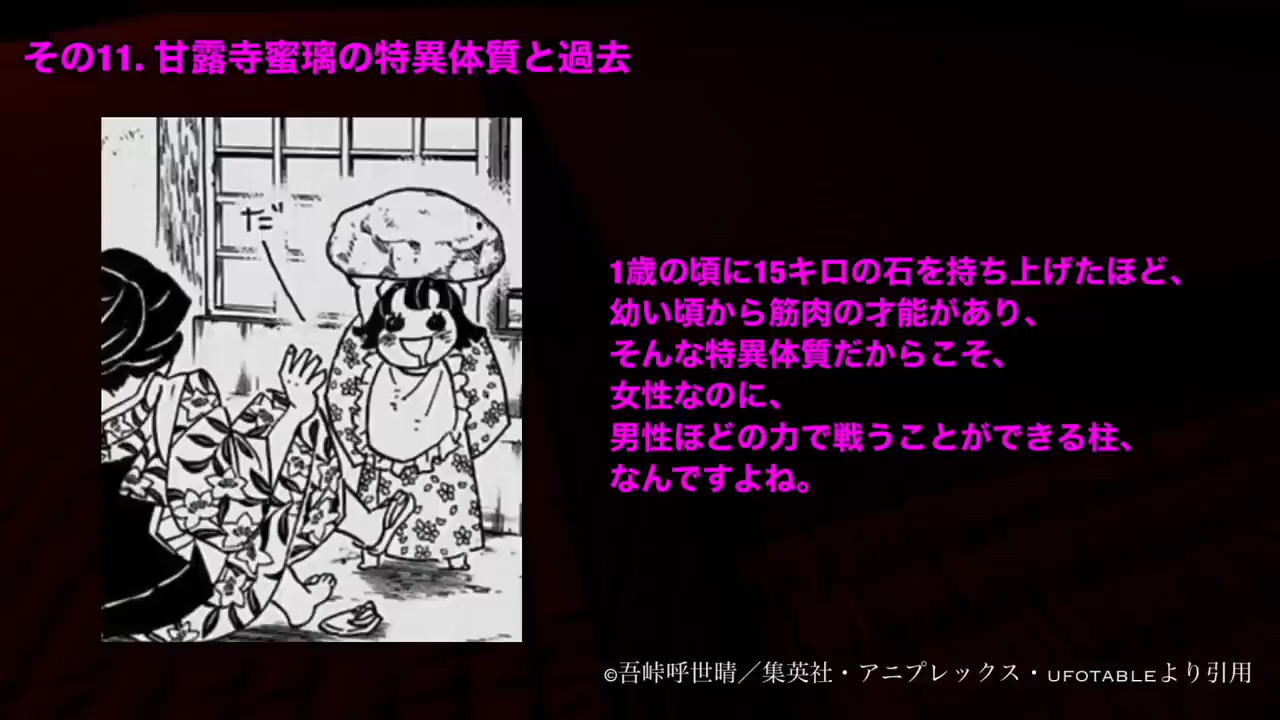 その11. 甘露寺蜜璃の特異体質と過去
だ
1歳の頃に15キロの石を持ち上げたほど、
幼い頃から筋肉の才能があり、
そんな特異体質だからこそ、
女性なのに、
男性ほどの力で戦うことができる柱、
なんですよね。
©吾峠呼世晴／集英社・アニプレックス・UFOTABLEより引用